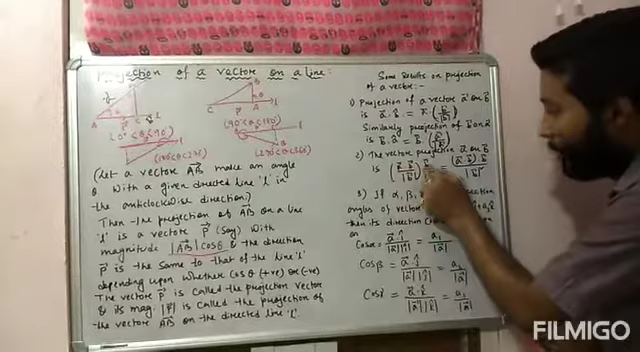 Projection of a vector on a line:
B
A
C
l
P
B
θ
P
A
l
(0°<θ<90°)
(90°<θ<180°)
(180°<θ<270°)
(270°<θ<360°)
(Let a vector AB⃗ make an angle
θ with a given directed line 'l' in
the anticlockwise direction)
Then the projection of AB⃗ on a line
l is a vector p⃗ (say) with
magnitude |AB⃗| cosθ & the direction
p⃗ is the same to that of the line 'l'
depending upon whether cosθ (+ve) or (-ve)
The vector p⃗ is called the projection vector
& its mag. |p⃗| is called the projection of
the vector AB⃗ on the directed line 'l'.
Some results on projection
of a vector:-
1) Projection of a vector a⃗ on b⃗
is a⃗.b̂ = a⃗.(b⃗/|b⃗|)
Similarly projection of b⃗ on a⃗
is b⃗.â = b⃗.(a⃗/|a⃗|)
2) The vector projection a⃗ on b⃗
is (a⃗.b⃗/|b⃗|) b⃗/|b⃗| = (a⃗.b⃗).b⃗/|b⃗|²
3) If α, β,
angles of vector
then its direction
are
cosα = a⃗.î/|a⃗||î| = a₁/|a⃗|
cosβ = a⃗.ĵ/|a⃗||ĵ| = a₂/|a⃗|
cosγ = a⃗.k̂/|a⃗||k̂| = a₃/|a⃗|
FILMIGO